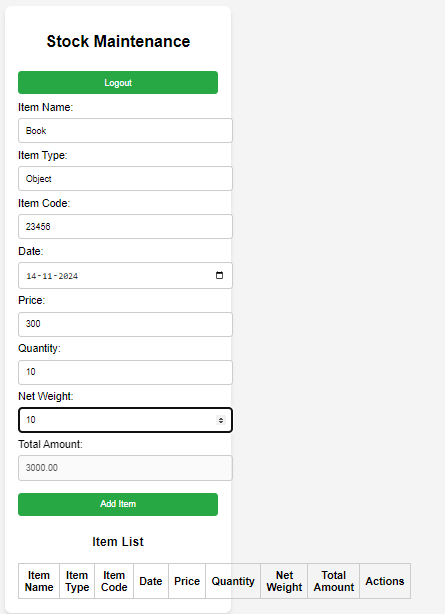 Stock Maintenance
Logout
Item Name:
Book
Item Type:
Object
Item Code:
23456
Date:
14-11-2024
Price:
300
Quantity:
10
Net Weight:
10
Total Amount:
3000.00
Add Item
Item List
Item Name Item Type Item Code Date Price Quantity Net Weight Total Amount Actions